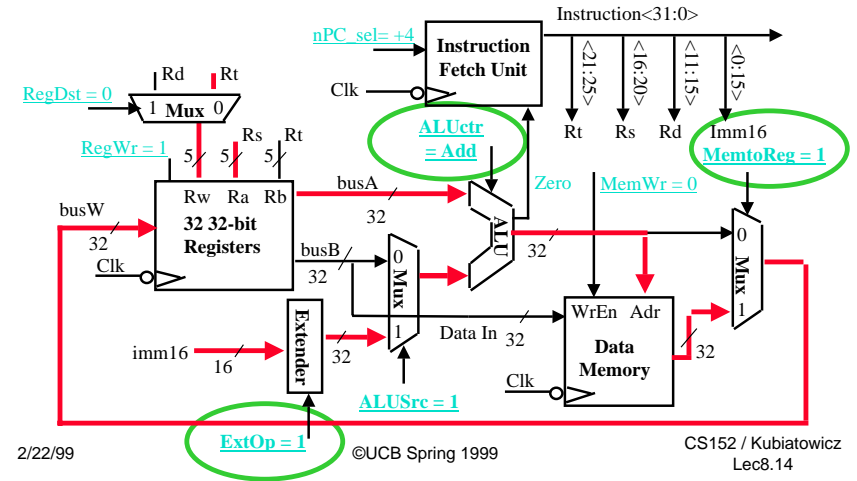 Instruction<31:0>
nPC_sel= +4
Instruction
Fetch Unit
Clk
<21:25>
<16:20>
<11:15>
<0:15>
Rt
Rs
Rd
Imm16
Rd
Rt
RegDst = 0
1 Mux 0
ALUctr
= Add
MemtoReg = 1
RegWr = 1
5
5
Rs
5
Rt
Zero
MemWr = 0
busW
32
Rw Ra Rb
32 32-bit
Registers
Clk
busA
32
busB
32
0
Mux
1
ALU
32
0
Mux
1
WrEn Adr
Data
Memory
32
Data In
32
Clk
imm16
16
Extender
32
ALUSrc = 1
ExtOp = 1
2/22/99
©UCB Spring 1999
CS152 / Kubiatowicz
Lec8.14